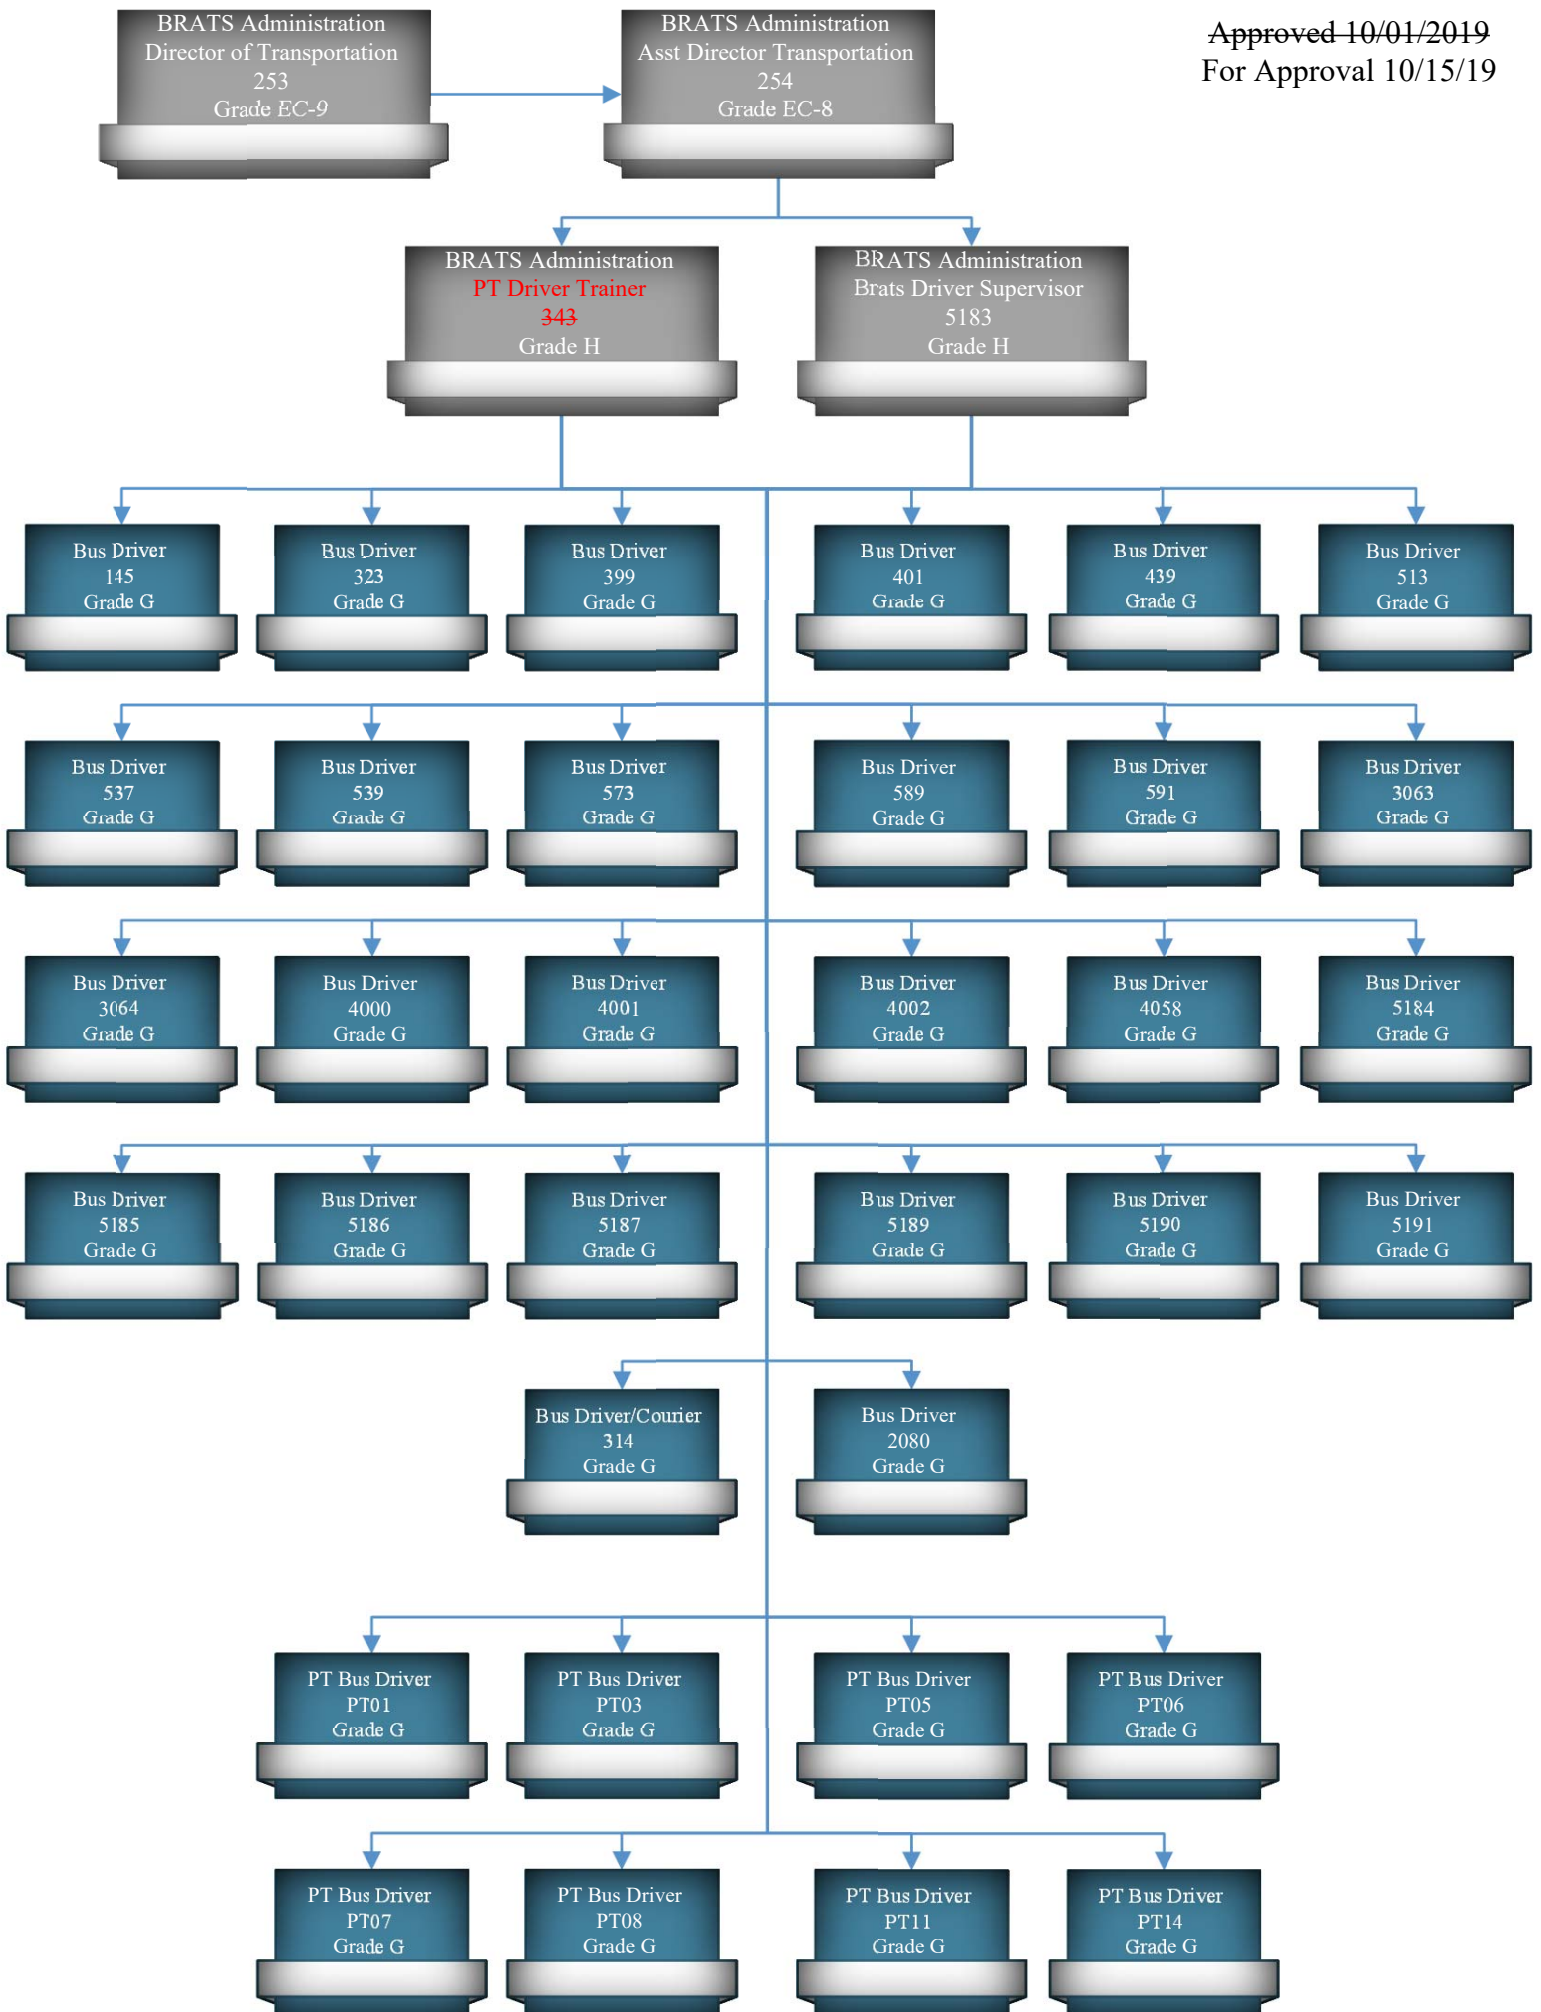 BRATS Administration
Director of Transportation
253
Grade EC-9
BRATS Administration
Asst Director Transportation
254
Grade EC-8
Approved 10/01/2019
For Approval 10/15/19
BRATS Administration
PT Driver Trainer
343
Grade H
BRATS Administration
Brats Driver Supervisor
5183
Grade H
Bus Driver
145
Grade G
Bus Driver
323
Grade G
Bus Driver
399
Grade G
Bus Driver
401
Grade G
Bus Driver
439
Grade G
Bus Driver
513
Grade G
Bus Driver
537
Grade G
Bus Driver
539
Grade G
Bus Driver
573
Grade G
Bus Driver
589
Grade G
Bus Driver
591
Grade G
Bus Driver
3063
Grade G
Bus Driver
3064
Grade G
Bus Driver
4000
Grade G
Bus Driver
4001
Grade G
Bus Driver
4002
Grade G
Bus Driver
4058
Grade G
Bus Driver
5184
Grade G
Bus Driver
5185
Grade G
Bus Driver
5186
Grade G
Bus Driver
5187
Grade G
Bus Driver
5189
Grade G
Bus Driver
5190
Grade G
Bus Driver
5191
Grade G
Bus Driver/Courier
314
Grade G
Bus Driver
2080
Grade G
PT Bus Driver
PT01
Grade G
PT Bus Driver
PT03
Grade G
PT Bus Driver
PT05
Grade G
PT Bus Driver
PT06
Grade G
PT Bus Driver
PT07
Grade G
PT Bus Driver
PT08
Grade G
PT Bus Driver
PT11
Grade G
PT Bus Driver
PT14
Grade G